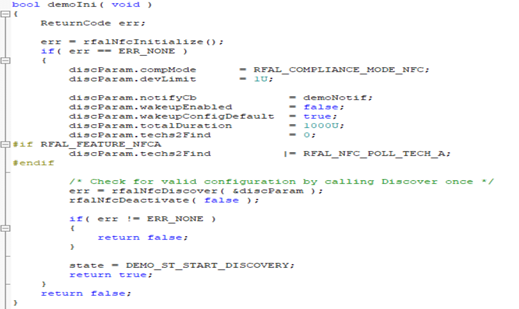 bool demoIni( void )
{
ReturnCode err;
err = rfalNfcInitialize();
if( err == ERR_NONE )
{
discParam.compMode = RFAL_COMPLIANCE_MODE_NFC;
discParam.devLimit = 1U;
discParam.notifyCb = demoNotif;
discParam.wakeupEnabled = false;
discParam.wakeupConfigDefault = true;
discParam.totalDuration = 1000U;
discParam.techs2Find = 0;
#if RFAL_FEATURE_NFCA
discParam.techs2Find |= RFAL_NFC_POLL_TECH_A;
#endif
/* Check for valid configuration by calling Discover once */
err = rfalNfcDiscover( &discParam );
rfalNfcDeactivate( false );
if( err != ERR_NONE )
{
return false;
}
state = DEMO_ST_START_DISCOVERY;
return true;
}
return false;
}